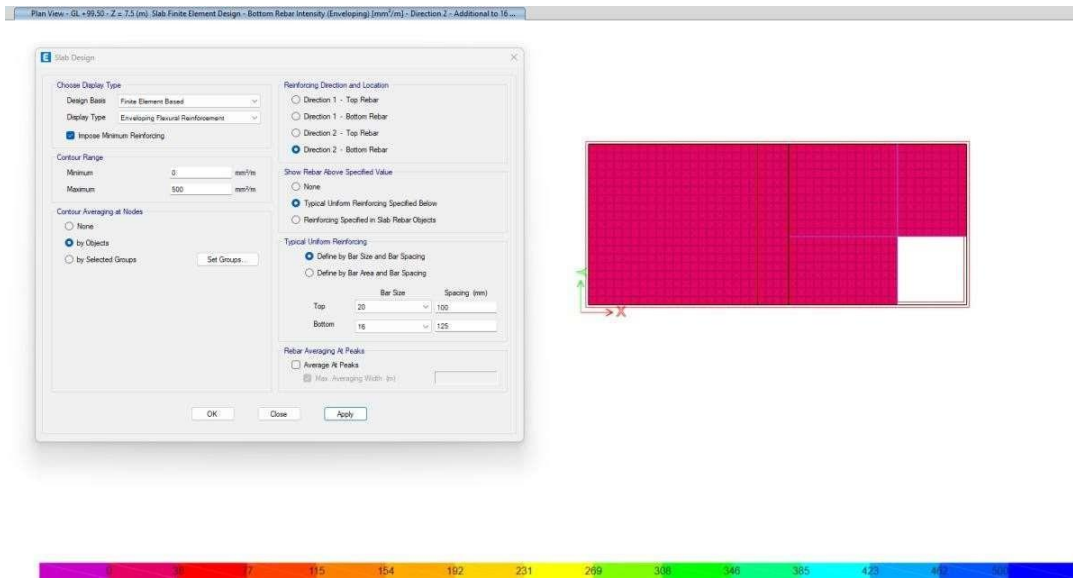 Plan View - GL +99.50 - Z = 7.5 (m) Slab Finite Element Design - Bottom Rebar Intensity (Enveloping) [mm²/m] - Direction 2 - Additional to 16 ...
E Slab Design
Choose Display Type
Design Basis Finite Element Based
Display Type Enveloping Flexural Reinforcement
Impose Minimum Reinforcing
Contour Range
Minimum 0 mm²/m
Maximum 500 mm²/m
Contour Averaging at Nodes
None
by Objects
by Selected Groups Set Groups...
Reinforcing Direction and Location
Direction 1 - Top Rebar
Direction 1 - Bottom Rebar
Direction 2 - Top Rebar
Direction 2 - Bottom Rebar
Show Rebar Above Specified Value
None
Typical Uniform Reinforcing Specified Below
Reinforcing Specified in Slab Rebar Objects
Typical Uniform Reinforcing
Define by Bar Size and Bar Spacing
Define by Bar Area and Bar Spacing
Bar Size Spacing (mm)
Top 20 100
Bottom 16 125
Rebar Averaging At Peaks
Average At Peaks
Max. Averaging Width (m)
OK Close Apply
Y
X
0 38 77 115 154 192 231 269 308 346 385 423 462 500